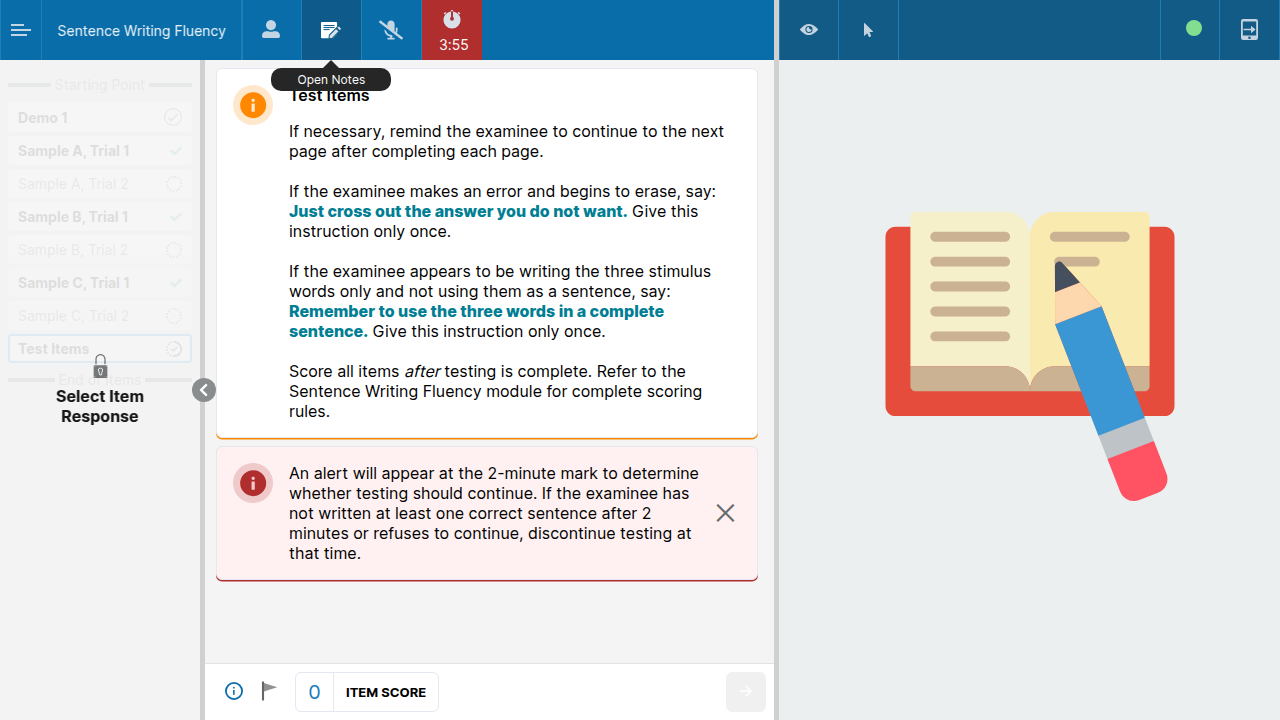 Sentence Writing Fluency
3:55
Open Notes
Starting Point
Demo 1
Sample A, Trial 1
Sample A, Trial 2
Sample B, Trial 1
Sample B, Trial 2
Sample C, Trial 1
Sample C, Trial 2
Test Items
End of Items
Select Item
Response
Test Items
If necessary, remind the examinee to continue to the next
page after completing each page.
If the examinee makes an error and begins to erase, say:
Just cross out the answer you do not want. Give this
instruction only once.
If the examinee appears to be writing the three stimulus
words only and not using them as a sentence, say:
Remember to use the three words in a complete
sentence. Give this instruction only once.
Score all items after testing is complete. Refer to the
Sentence Writing Fluency module for complete scoring
rules.
An alert will appear at the 2-minute mark to determine
whether testing should continue. If the examinee has
not written at least one correct sentence after 2
minutes or refuses to continue, discontinue testing at
that time.
0 ITEM SCORE